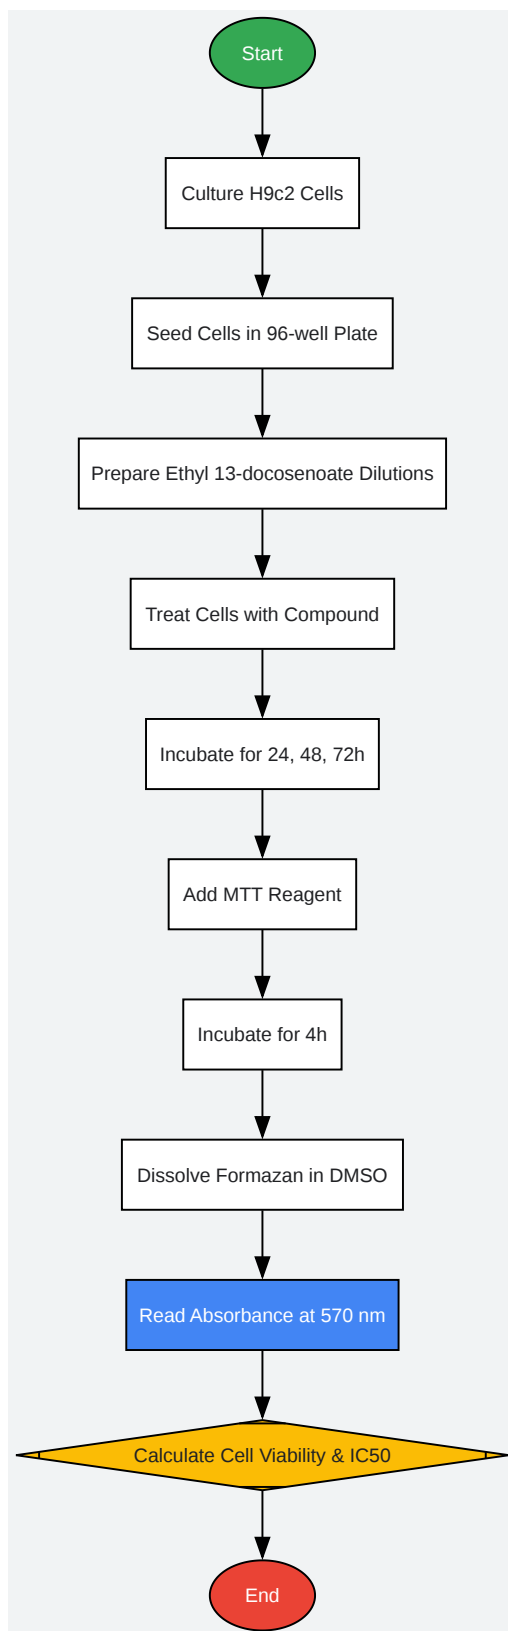 Start
Culture H9c2 Cells
Seed Cells in 96-well Plate
Prepare Ethyl 13-docosenoate Dilutions
Treat Cells with Compound
Incubate for 24, 48, 72h
Add MTT Reagent
Incubate for 4h
Dissolve Formazan in DMSO
Read Absorbance at 570 nm
Calculate Cell Viability & IC50
End